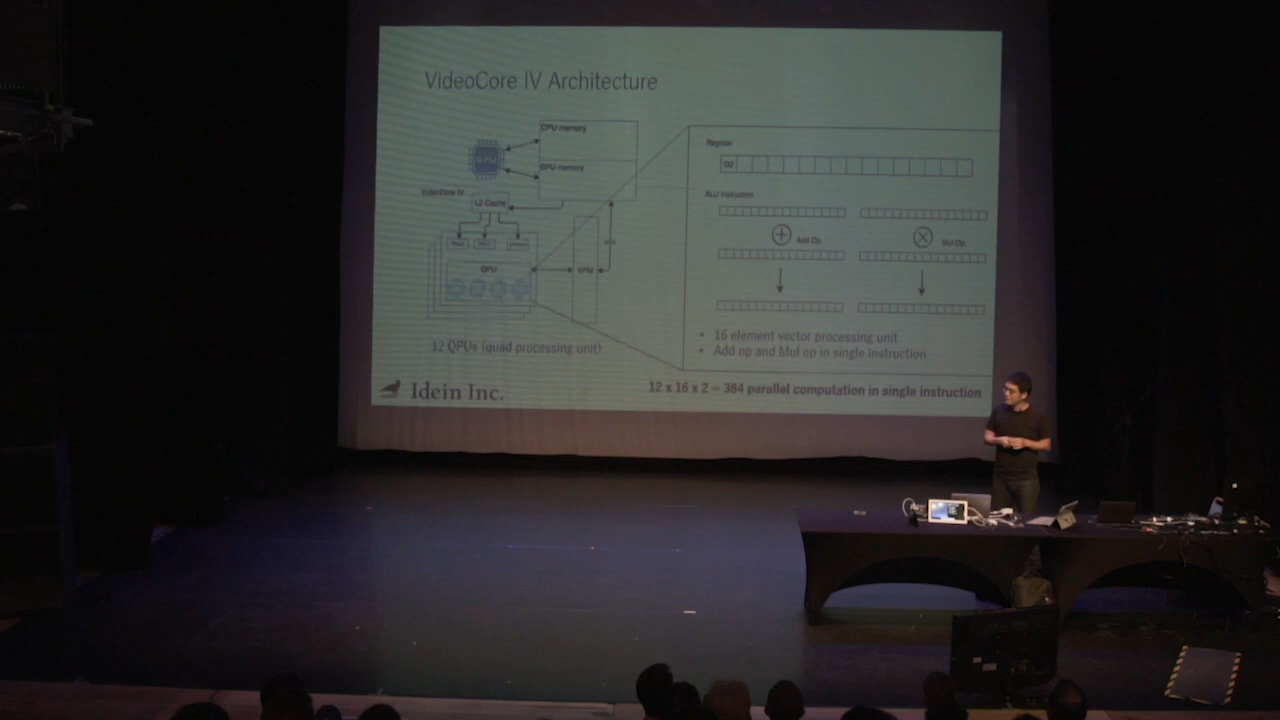 VideoCore IV Architecture
CPU memory
GPU memory
CPU
VideoCore IV
L2 Cache
QPU
VPM
12 QPUs (quad processing unit)
Register
ALU Instruction
Add Op
Mul Op
• 16 element vector processing unit
• Add op and Mul op in single instruction
12 x 16 x 2 = 384 parallel computation in single instruction
Idein Inc.